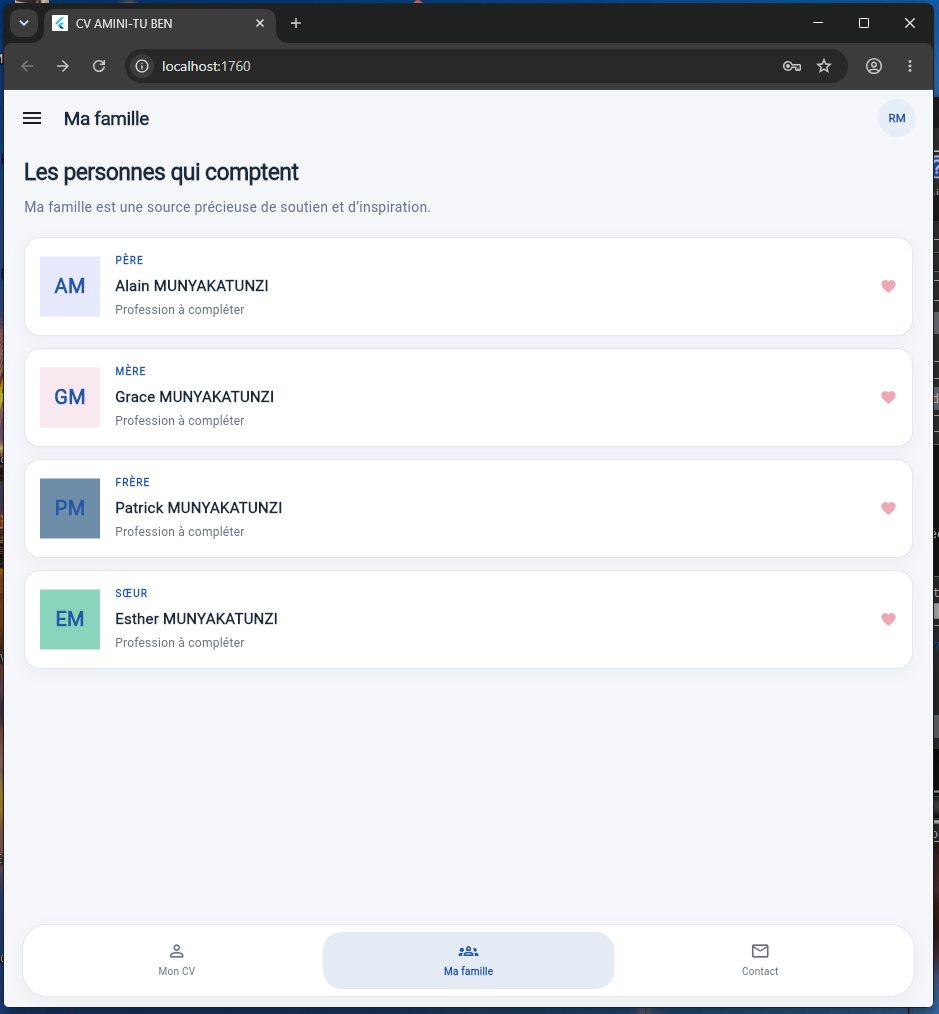 CV AMINI-TU BEN
localhost:1760
Ma famille
RM
Les personnes qui comptent
Ma famille est une source précieuse de soutien et d’inspiration.
AM
PÈRE
Alain MUNYAKATUNZI
Profession à compléter
GM
MÈRE
Grace MUNYAKATUNZI
Profession à compléter
PM
FRÈRE
Patrick MUNYAKATUNZI
Profession à compléter
EM
SŒUR
Esther MUNYAKATUNZI
Profession à compléter
Mon CV
Ma famille
Contact